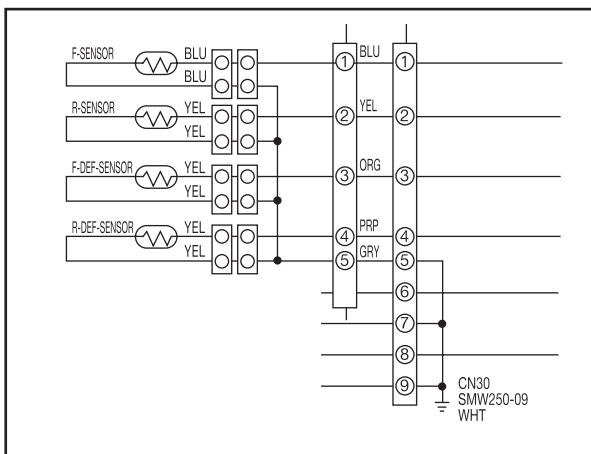 F-SENSOR BLU 1 BLU 1
BLU
R-SENSOR YEL 2 YEL 2
YEL
F-DEF-SENSOR YEL 3 ORG 3
YEL
R-DEF-SENSOR YEL 4 PRP 4
YEL 5 GRY 5
6
7
8
9 CN30
SMW250-09
WHT